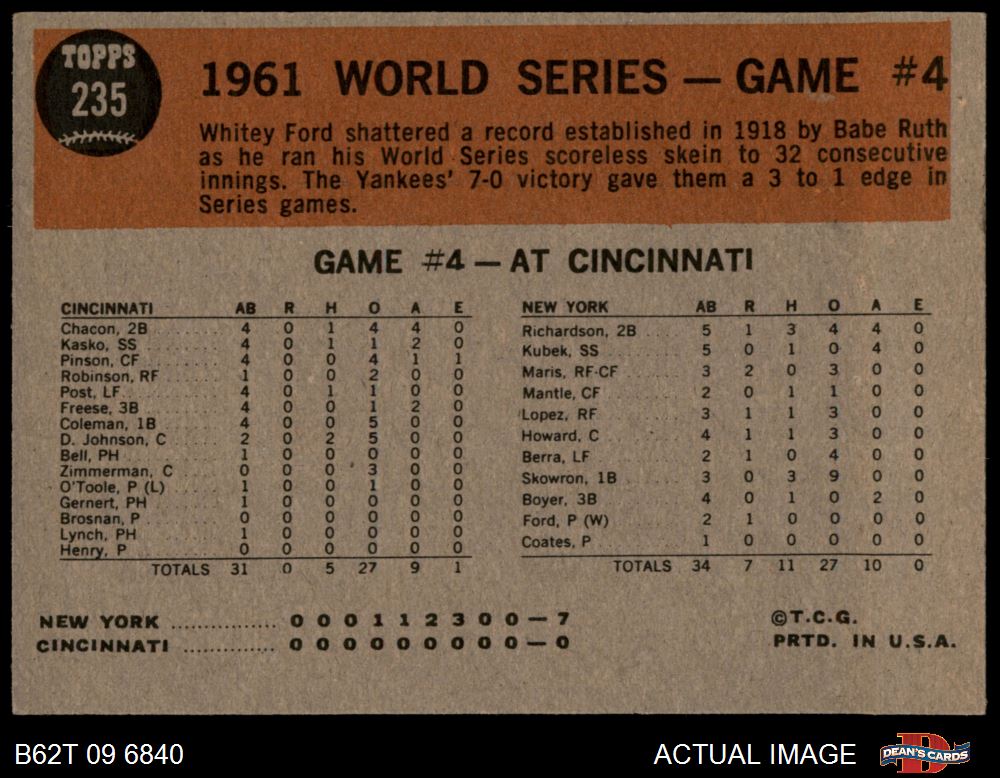 TOPPS
235
1961 WORLD SERIES — GAME #4
Whitey Ford shattered a record established in 1918 by Babe Ruth
as he ran his World Series scoreless skein to 32 consecutive
innings. The Yankees' 7-0 victory gave them a 3 to 1 edge in
Series games.
GAME #4 — AT CINCINNATI
CINCINNATI AB R H O A E
Chacon, 2B 4 0 1 4 4 0
Kasko, SS 4 0 1 1 2 0
Pinson, CF 4 0 0 4 1 1
Robinson, RF 1 0 0 2 0 0
Post, LF 4 0 1 1 0 0
Freese, 3B 4 0 0 1 2 0
Coleman, 1B 4 0 0 5 0 0
D. Johnson, C 2 0 2 5 0 0
Bell, PH 1 0 0 0 0 0
Zimmerman, C 0 0 0 3 0 0
O'Toole, P (L) 1 0 0 1 0 0
Gernert, PH 1 0 0 0 0 0
Brosnan, P 0 0 0 0 0 0
Lynch, PH 1 0 0 0 0 0
Henry, P 0 0 0 0 0 0
TOTALS 31 0 5 27 9 1
NEW YORK AB R H O A E
Richardson, 2B 5 1 3 4 4 0
Kubek, SS 5 0 1 0 4 0
Maris, RF-CF 3 2 0 3 0 0
Mantle, CF 2 0 1 1 0 0
Lopez, RF 3 1 1 3 0 0
Howard, C 4 1 1 3 0 0
Berra, LF 2 1 0 4 0 0
Skowron, 1B 3 0 3 9 0 0
Boyer, 3B 4 0 1 0 2 0
Ford, P (W) 2 1 0 0 0 0
Coates, P 1 0 0 0 0 0
TOTALS 34 7 11 27 10 0
NEW YORK ............... 0 0 0 1 1 2 3 0 0 — 7
CINCINNATI ............. 0 0 0 0 0 0 0 0 0 — 0
©T.C.G.
PRTD. IN U.S.A.
B62T 09 6840
ACTUAL IMAGE
DEAN'S CARDS